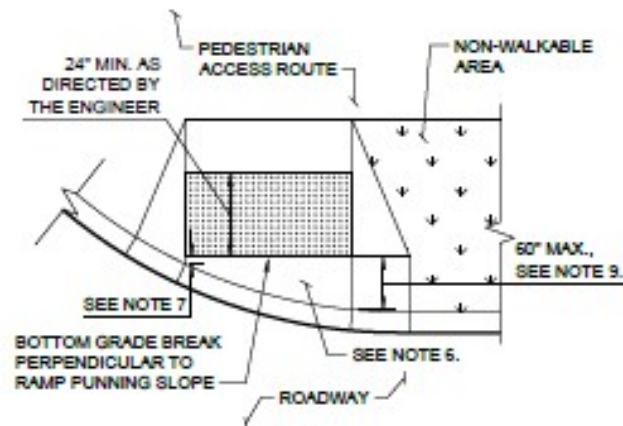 24" MIN. AS
DIRECTED BY
THE ENGINEER
PEDESTRIAN
ACCESS ROUTE
NON-WALKABLE
AREA
60" MAX.,
SEE NOTE 9.
SEE NOTE 7
BOTTOM GRADE BREAK
PERPENDICULAR TO
RAMP PUNNING SLOPE
SEE NOTE 6.
ROADWAY